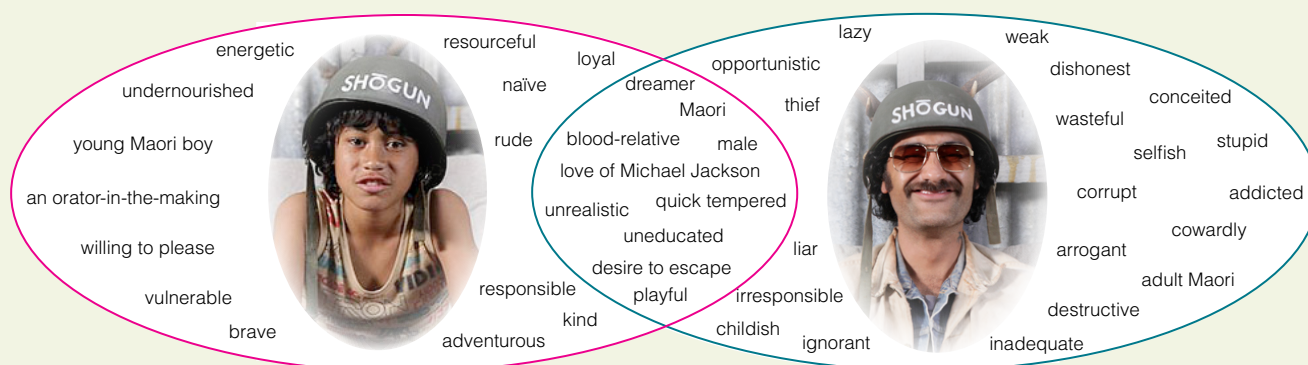 energetic
undernourished
young Maori boy
an orator-in-the-making
willing to please
vulnerable
brave
SHŌGUN
resourceful
naïve
rude
responsible
kind
adventurous
loyal
dreamer
Maori
blood-relative
male
love of Michael Jackson
unrealistic
quick tempered
uneducated
desire to escape
playful
lazy
opportunistic
thief
liar
irresponsible
childish
ignorant
SHŌGUN
weak
dishonest
conceited
wasteful
stupid
selfish
corrupt
addicted
cowardly
arrogant
adult Maori
destructive
inadequate